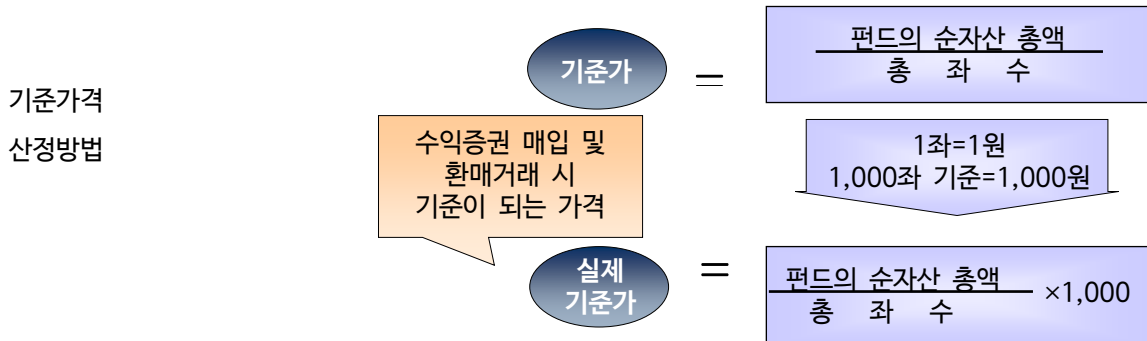 기준가격
산정방법
기준가
=
펀드의 순자산 총액
총 좌 수
수익증권 매입 및
환매거래 시
기준이 되는 가격
1좌=1원
1,000좌 기준=1,000원
실제
기준가
=
펀드의 순자산 총액
총 좌 수
×1,000